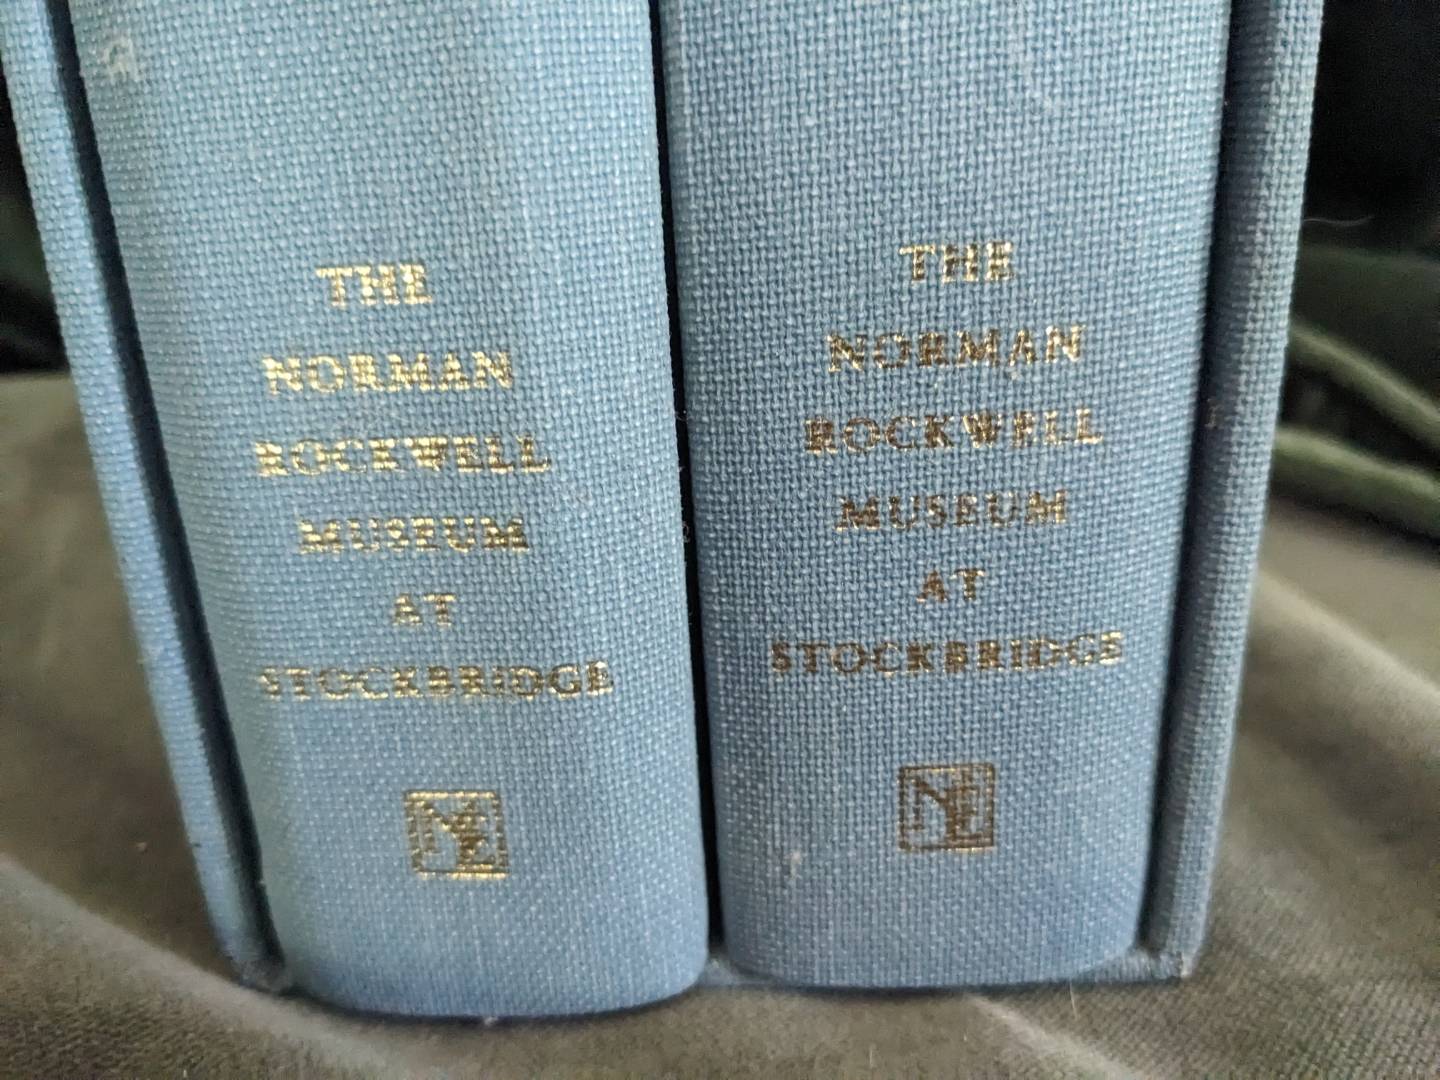 THE
NORMAN
ROCKWELL
MUSEUM
AT
STOCKBRIDGE
THE
NORMAN
ROCKWELL
MUSEUM
AT
STOCKBRIDGE